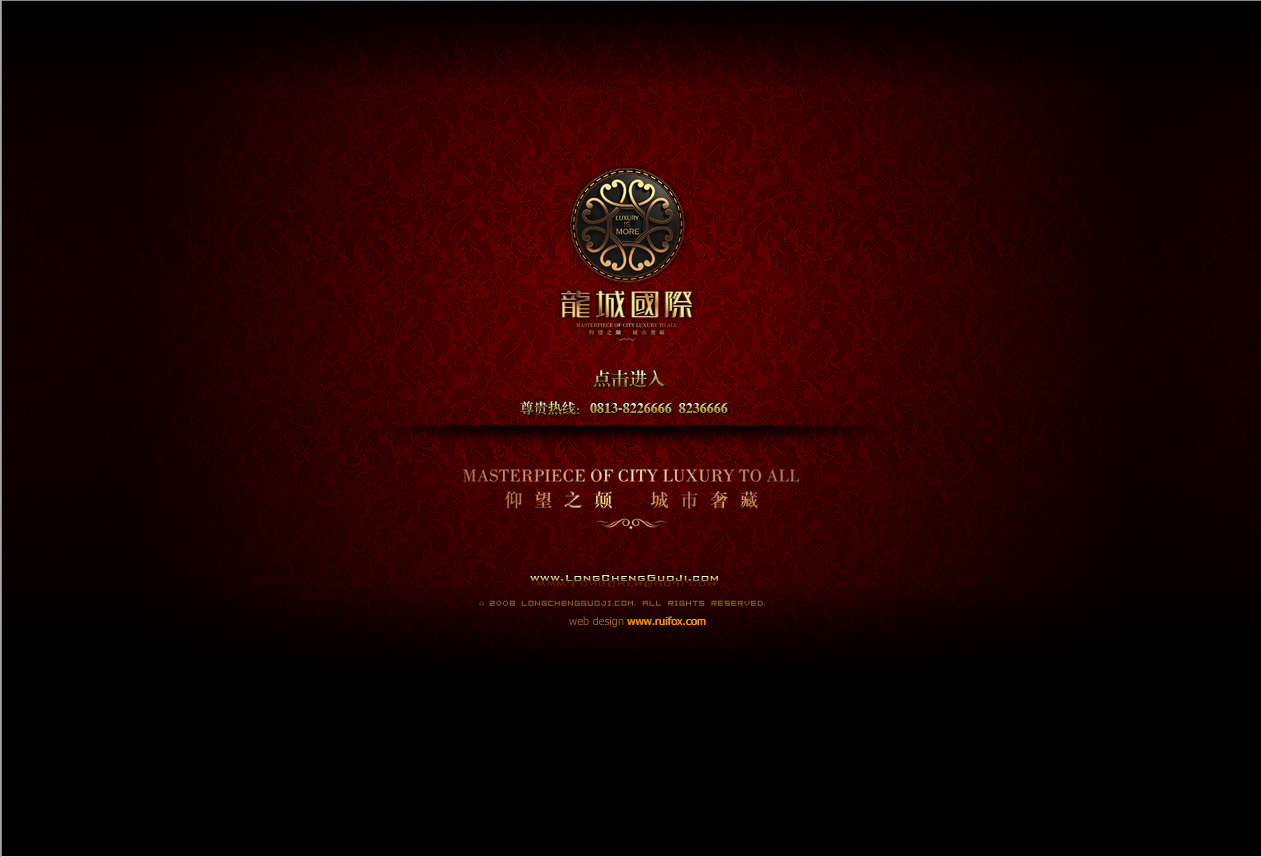 LUXURY
IS
MORE
龍城國際
MASTERPIECE OF CITY LUXURY TO ALL
仰望之颠 城市奢藏
点击进入
尊贵热线: 0813-8226666 8236666
MASTERPIECE OF CITY LUXURY TO ALL
仰望之颠 城市奢藏
www.LongChengGuoJi.com
© 2008 LONGCHENGGUOJI.COM. ALL RIGHTS RESERVED.
web design www.ruifox.com